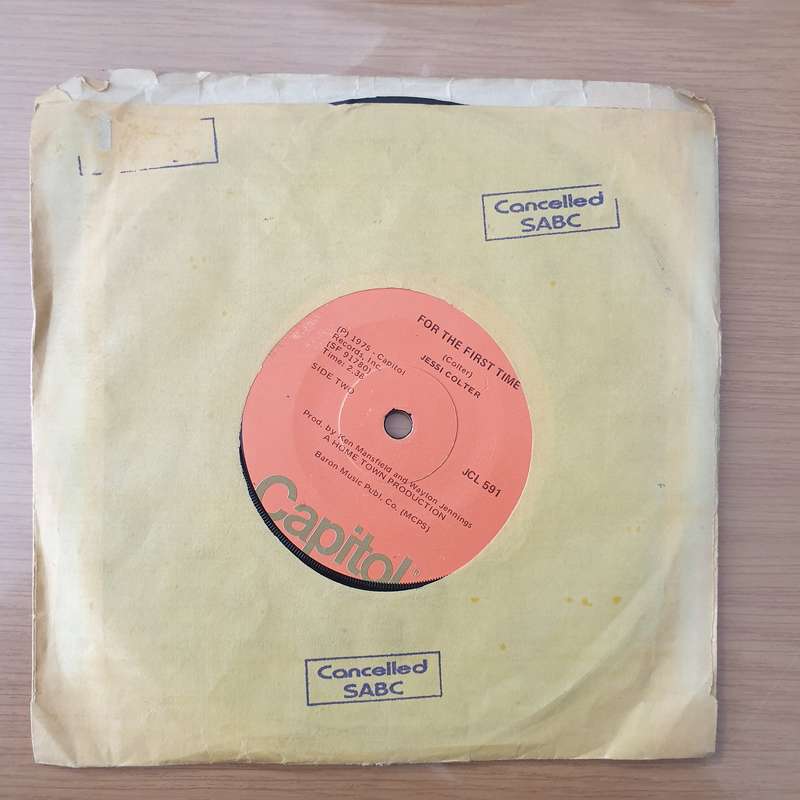 Cancelled
SABC
FOR THE FIRST TIME
(Colter)
JESSI COLTER
(P) 1975 - Capitol
Records, Inc.
(SF 91780)
Time: 2.38
SIDE TWO
JCL 591
Prod. by Ken Mansfield and Waylon Jennings
A HOME TOWN PRODUCTION
Baron Music Publ, Co. (MCPS)
Capitol
Cancelled
SABC